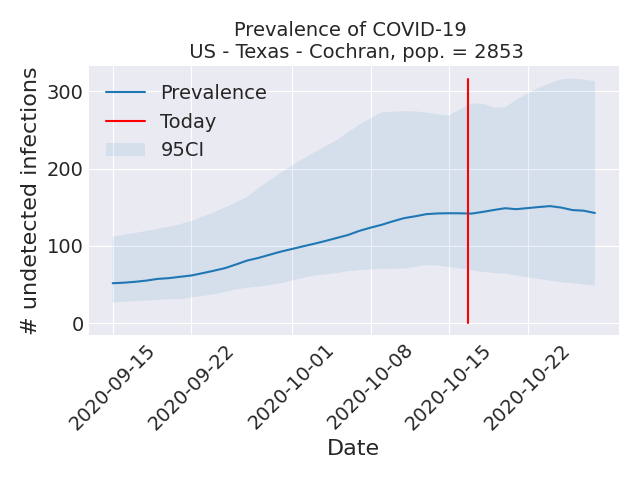 Prevalence of COVID-19
US - Texas - Cochran, pop. = 2853
# undetected infections
300
200
100
0
Prevalence
Today
95CI
2020-09-15
2020-09-22
2020-10-01
2020-10-08
2020-10-15
2020-10-22
Date